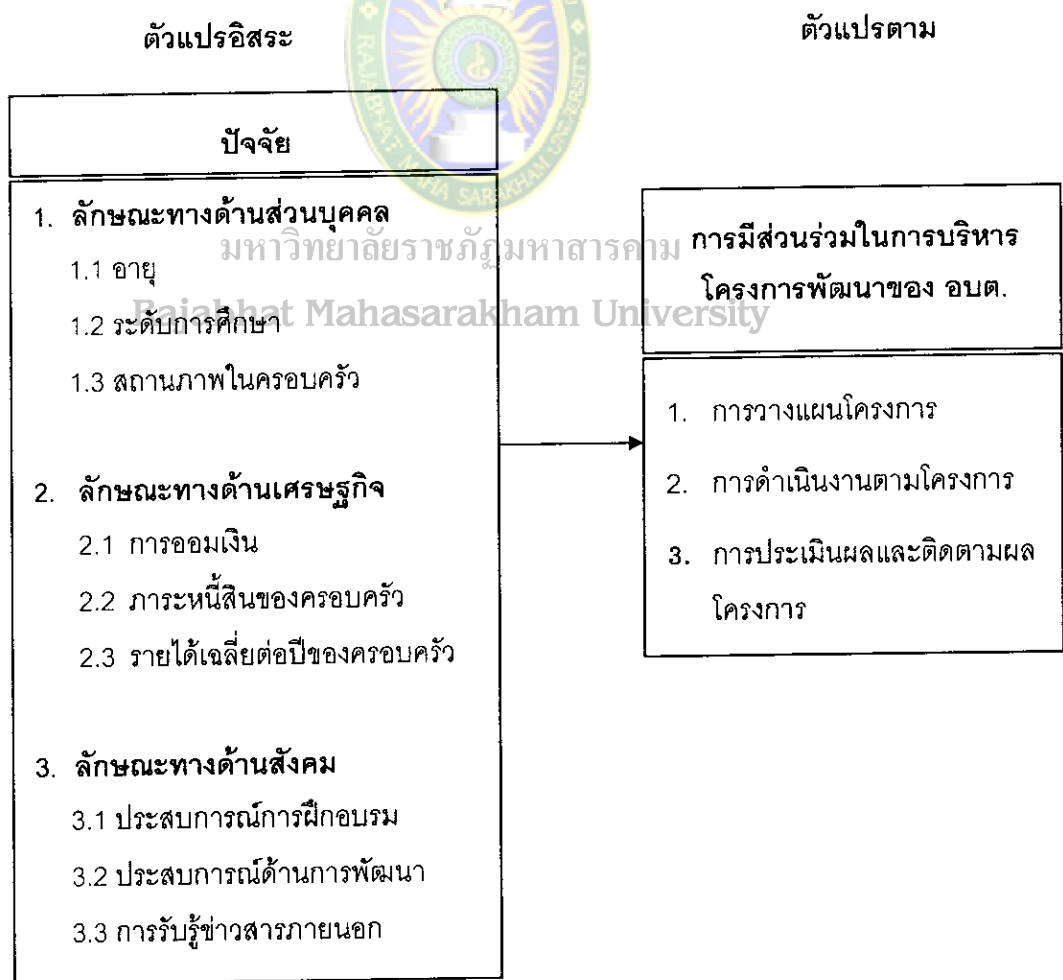 ตัวแปรอิสระ
ตัวแปรตาม
RAJABHAT MAHA SARAKHAM UNIVERSITY
ปัจจัย
1. ลักษณะทางด้านส่วนบุคคล
1.1 อายุ
1.2 ระดับการศึกษา
1.3 สถานภาพในครอบครัว
2. ลักษณะทางด้านเศรษฐกิจ
2.1 การออมเงิน
2.2 ภาระหนี้สินของครอบครัว
2.3 รายได้เฉลี่ยต่อปีของครอบครัว
3. ลักษณะทางด้านสังคม
3.1 ประสบการณ์การฝึกอบรม
3.2 ประสบการณ์ด้านการพัฒนา
3.3 การรับรู้ข่าวสารภายนอก
การมีส่วนร่วมในการบริหาร
โครงการพัฒนาของ อบต.
1. การวางแผนโครงการ
2. การดำเนินงานตามโครงการ
3. การประเมินผลและติดตามผล
โครงการ
มหาวิทยาลัยราชภัฏมหาสารคาม
Rajabhat Mahasarakham University